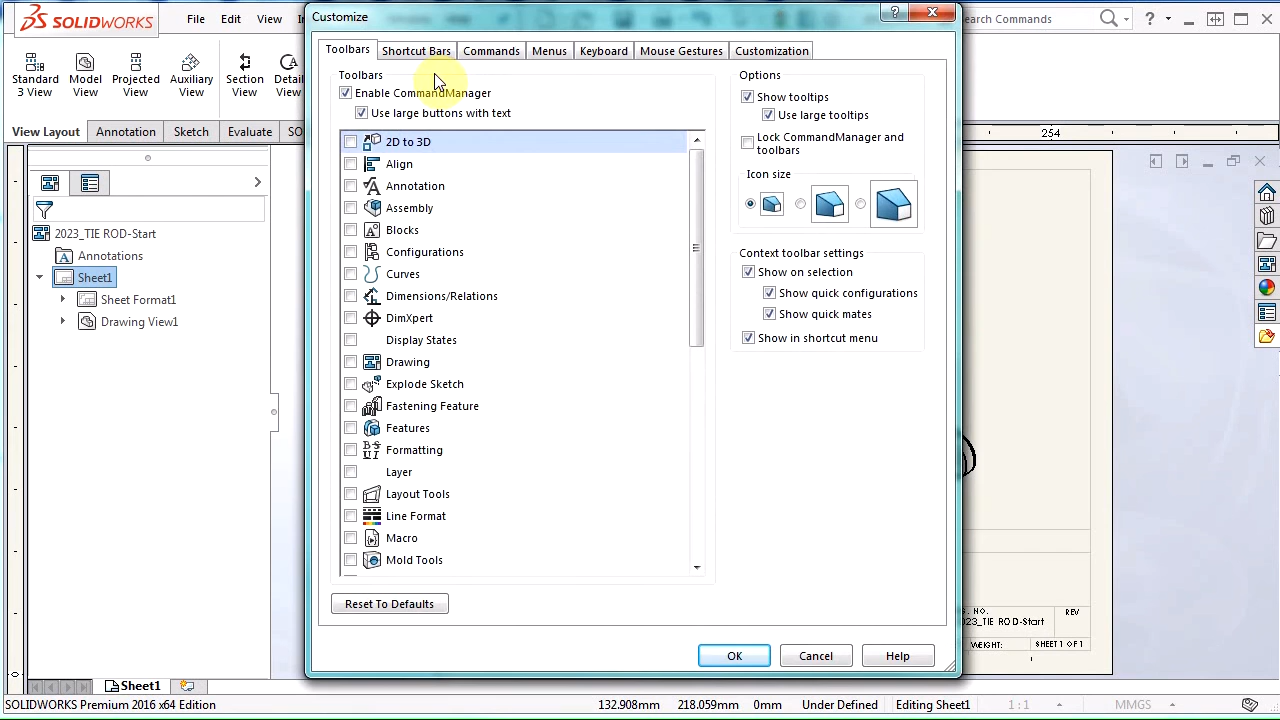 SOLIDWORKS
File Edit View
Customize
earch Commands
?
Standard
3 View
Model
View
Projected
View
Auxiliary
View
Section
View
Detail
View
View Layout
Annotation
Sketch
Evaluate
SO
2023_TIE ROD-Start
Annotations
Sheet1
Sheet Format1
Drawing View1
Toolbars
Shortcut Bars
Commands
Menus
Keyboard
Mouse Gestures
Customization
Toolbars
Enable CommandManager
Use large buttons with text
2D to 3D
Align
Annotation
Assembly
Blocks
Configurations
Curves
Dimensions/Relations
DimXpert
Display States
Drawing
Explode Sketch
Fastening Feature
Features
Formatting
Layer
Layout Tools
Line Format
Macro
Mold Tools
Reset To Defaults
Options
Show tooltips
Use large tooltips
Lock CommandManager and
toolbars
Icon size
Context toolbar settings
Show on selection
Show quick configurations
Show quick mates
Show in shortcut menu
OK
Cancel
Help
254
. NO.
REV
2023_TIE ROD-Start
WEIGHT:
SHEET 1 OF 1
Sheet1
SOLIDWORKS Premium 2016 x64 Edition
132.908mm
218.059mm
0mm
Under Defined
Editing Sheet1
1 : 1
MMGS